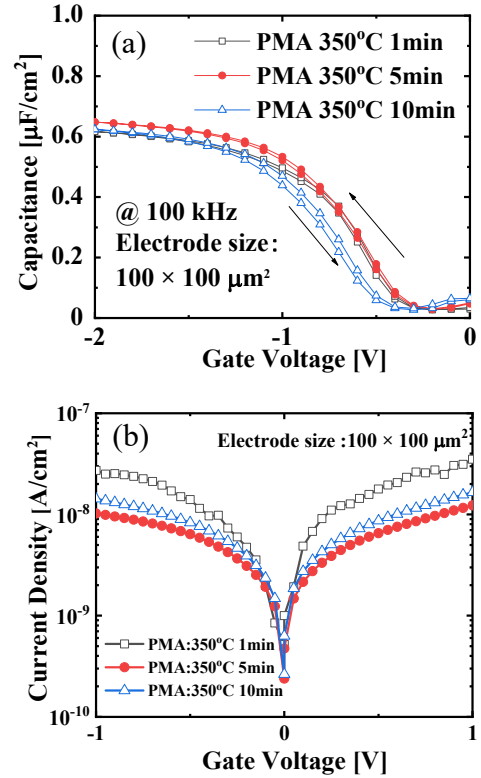 (a)
PMA 350°C 1min
PMA 350°C 5min
PMA 350°C 10min
@ 100 kHz
Electrode size:
100 × 100 μm²
Capacitance [μF/cm²]
1.0
0.8
0.6
0.4
0.2
0.0
-2
-1
0
Gate Voltage [V]
(b)
Electrode size :100 × 100 μm²
PMA:350°C 1min
PMA:350°C 5min
PMA:350°C 10min
Current Density [A/cm²]
10⁻⁷
10⁻⁸
10⁻⁹
10⁻¹⁰
-1
0
1
Gate Voltage [V]